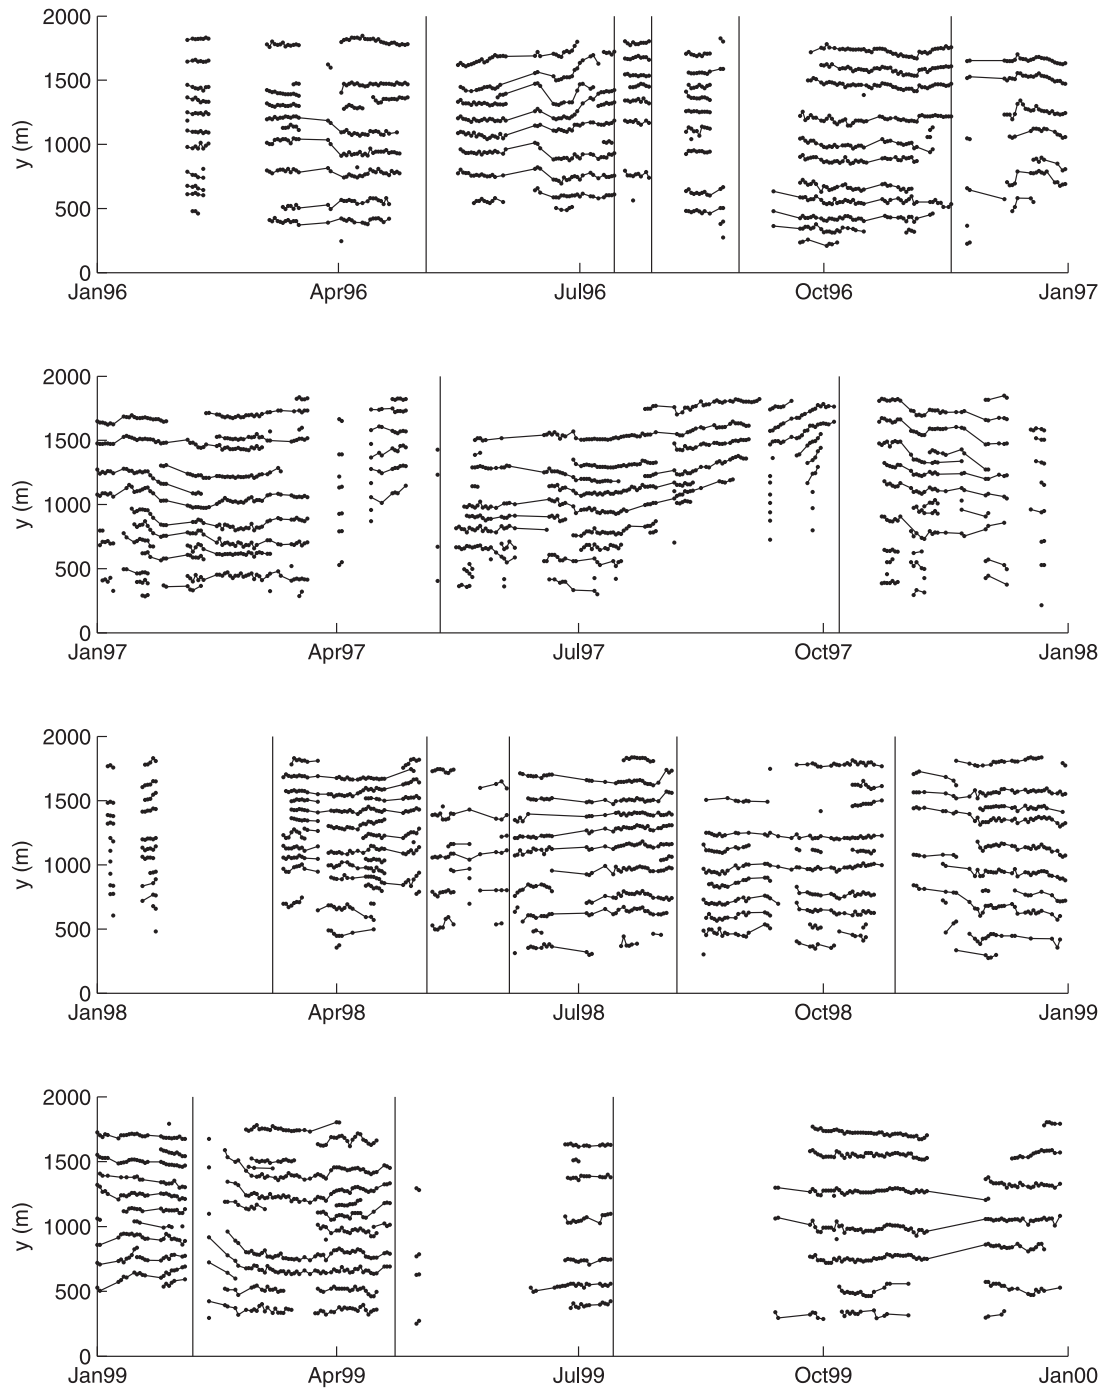 2000
1500
1000
500
0
y (m)
Jan96 Apr96 Jul96 Oct96 Jan97
2000
1500
1000
500
0
y (m)
Jan97 Apr97 Jul97 Oct97 Jan98
2000
1500
1000
500
0
y (m)
Jan98 Apr98 Jul98 Oct98 Jan99
2000
1500
1000
500
0
y (m)
Jan99 Apr99 Jul99 Oct99 Jan00